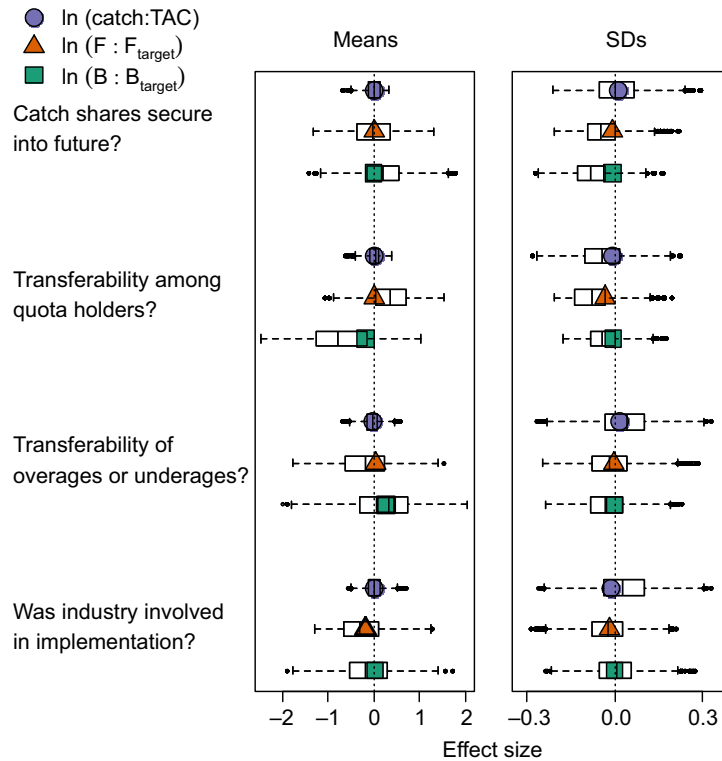 ln (catch:TAC)
ln (F : Ftarget)
ln (B : Btarget)
Means
SDs
Catch shares secure
into future?
Transferability among
quota holders?
Transferability of
overages or underages?
Was industry involved
in implementation?
–2 –1 0 1 2
–0.3 0.0 0.3
Effect size